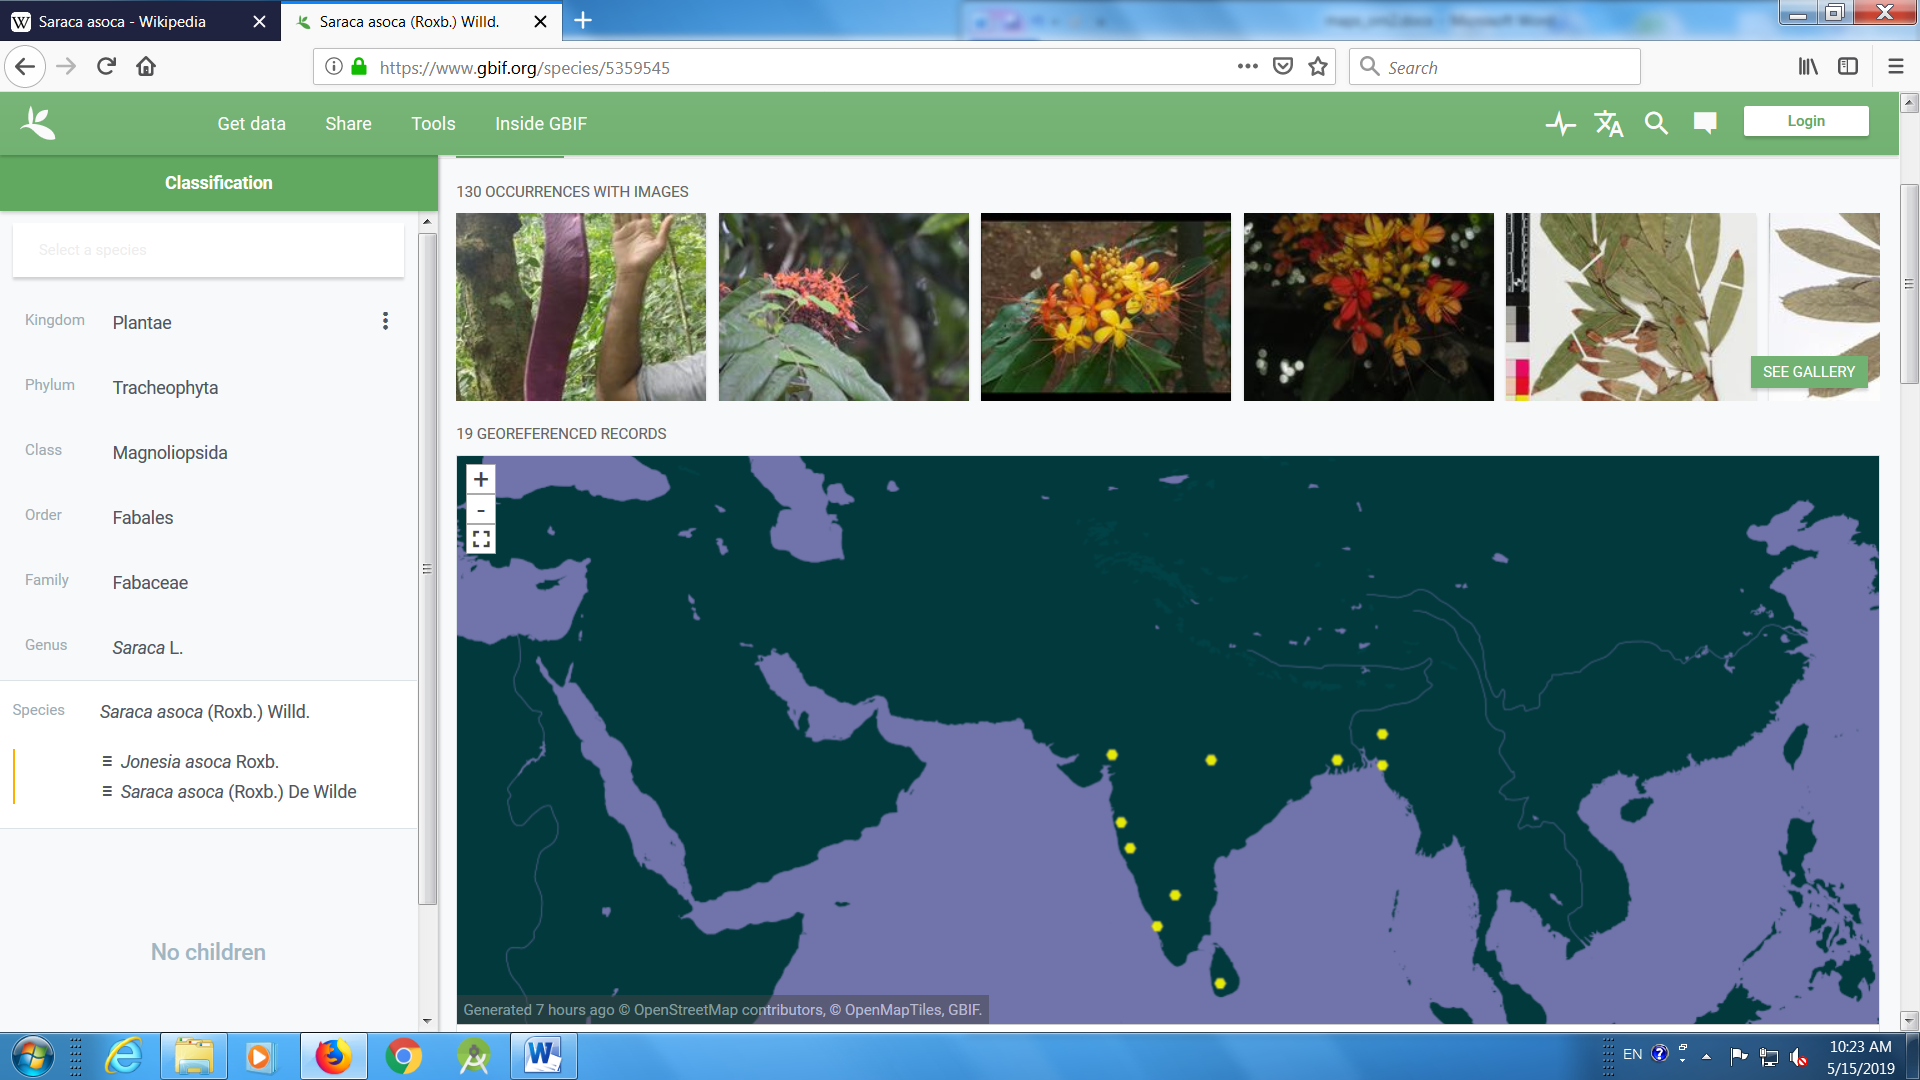 Saraca asoca - Wikipedia
Saraca asoca (Roxb.) Willd.
https://www.gbif.org/species/5359545
Search
Get data
Share
Tools
Inside GBIF
Login
Classification
Select a species
Kingdom Plantae
Phylum Tracheophyta
Class Magnoliopsida
Order Fabales
Family Fabaceae
Genus Saraca L.
Species Saraca asoca (Roxb.) Willd.
≡ Jonesia asoca Roxb.
≡ Saraca asoca (Roxb.) De Wilde
No children
130 OCCURRENCES WITH IMAGES
SEE GALLERY
19 GEOREFERENCED RECORDS
+
-
Generated 7 hours ago © OpenStreetMap contributors, © OpenMapTiles, GBIF.
EN
10:23 AM
5/15/2019